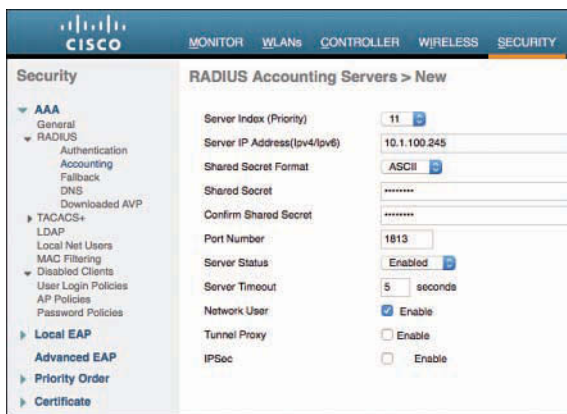 CISCO
MONITOR WLANs CONTROLLER WIRELESS SECURITY
Security
AAA
General
RADIUS
Authentication
Accounting
Fallback
DNS
Downloaded AVP
TACACS+
LDAP
Local Net Users
MAC Filtering
Disabled Clients
User Login Policies
AP Policies
Password Policies
Local EAP
Advanced EAP
Priority Order
Certificate
RADIUS Accounting Servers > New
Server Index (Priority) 11
Server IP Address(Ipv4/Ipv6) 10.1.100.245
Shared Secret Format ASCII
Shared Secret ••••••••
Confirm Shared Secret ••••••••
Port Number 1813
Server Status Enabled
Server Timeout 5 seconds
Network User Enable
Tunnel Proxy Enable
IPSec Enable